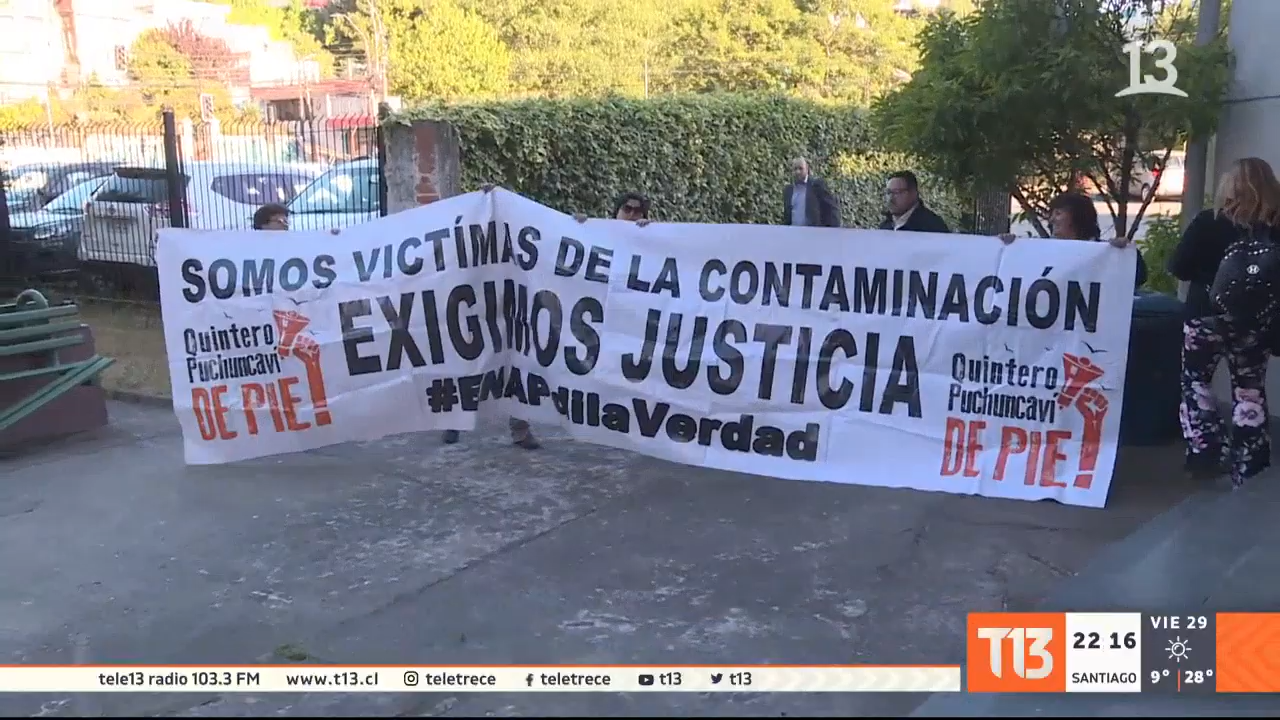 13
SOMOS VICTÍMAS DE LA CONTAMINACIÓN
EXIGIMOS JUSTICIA
#ENAPdilaVerdad
Quintero
Puchuncaví
DE PIE!
Quintero
Puchuncaví
DE PIE!
T13
22 16
SANTIAGO
VIE 29
9° 28°
tele13 radio 103.3 FM www.t13.cl teletrece teletrece t13 t13